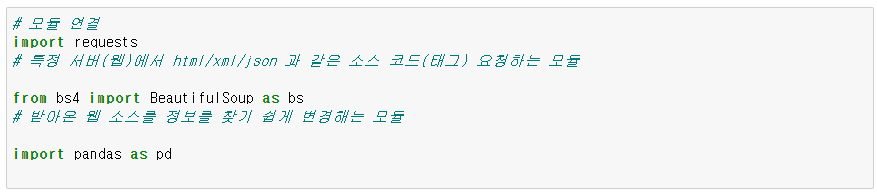 # 모듈 연결
import requests
# 특정 서버(웹)에서 html/xml/json 과 같은 소스 코드(태그) 요청하는 모듈
from bs4 import BeautifulSoup as bs
# 받아온 웹 소스를 정보를 찾기 쉽게 변경해는 모듈
import pandas as pd